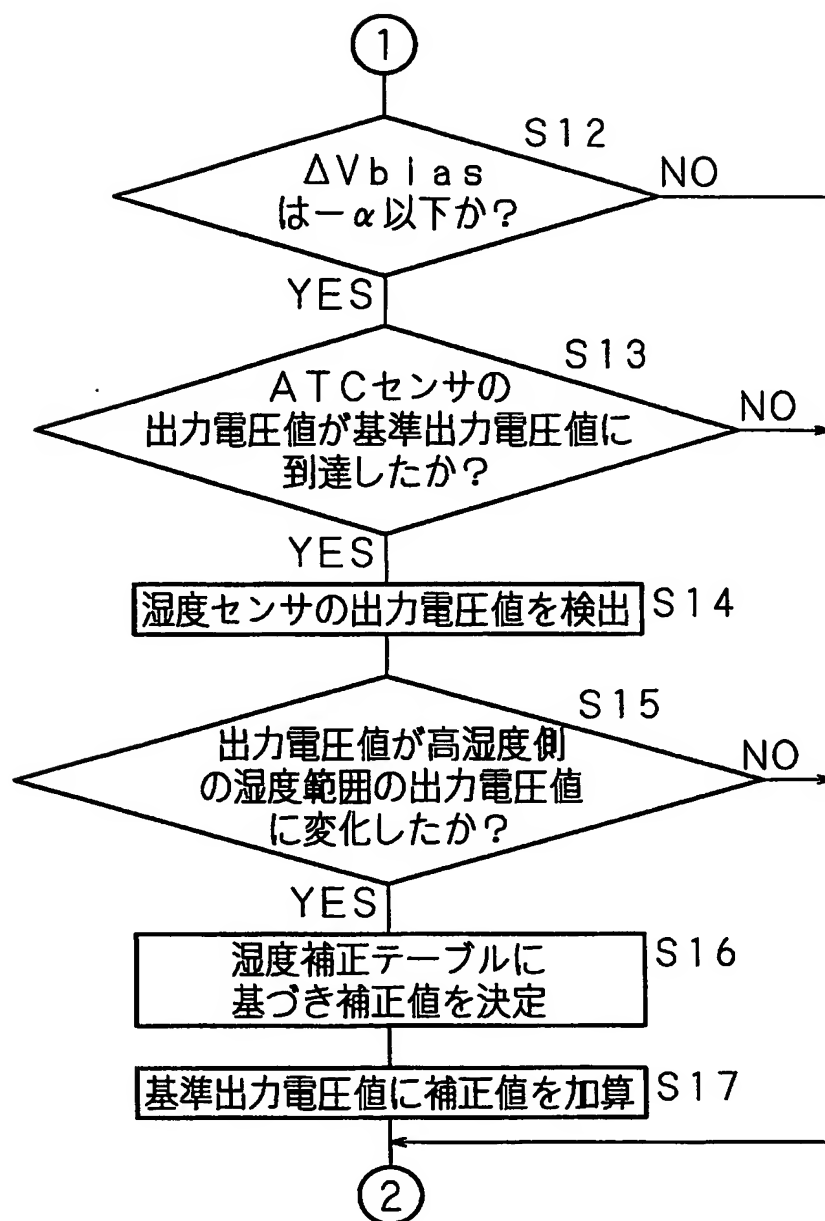 1
S12
ΔVbias
は－α以下か？
NO
YES
S13
ATCセンサの
出力電圧値が基準出力電圧値に
到達したか？
NO
YES
湿度センサの出力電圧値を検出
S14
S15
出力電圧値が高湿度側
の湿度範囲の出力電圧値
に変化したか？
NO
YES
湿度補正テーブルに
基づき補正値を決定
S16
基準出力電圧値に補正値を加算
S17
2